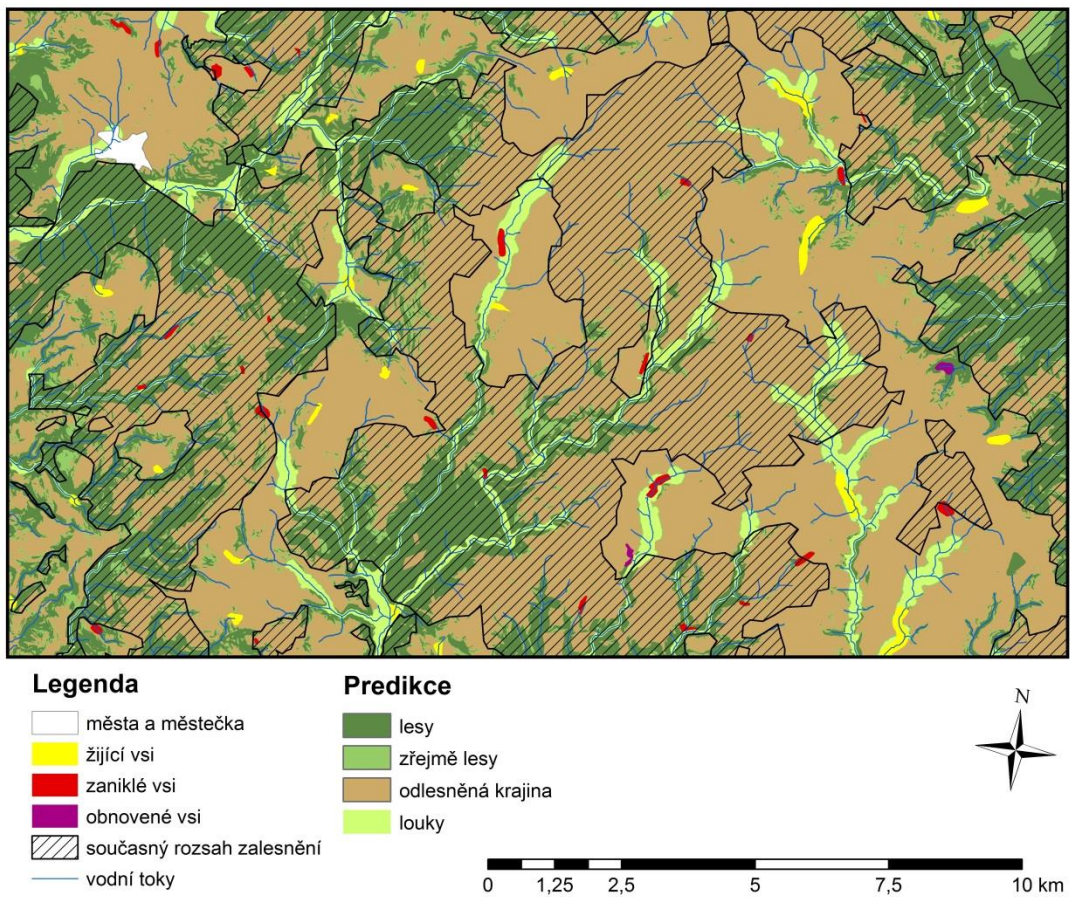 Legenda
města a městečka
žijící vsi
zaniklé vsi
obnovené vsi
současný rozsah zalesnění
vodní toky
Predikce
lesy
zřejmě lesy
odlesněná krajina
louky
N
0 1,25 2,5 5 7,5 10 km